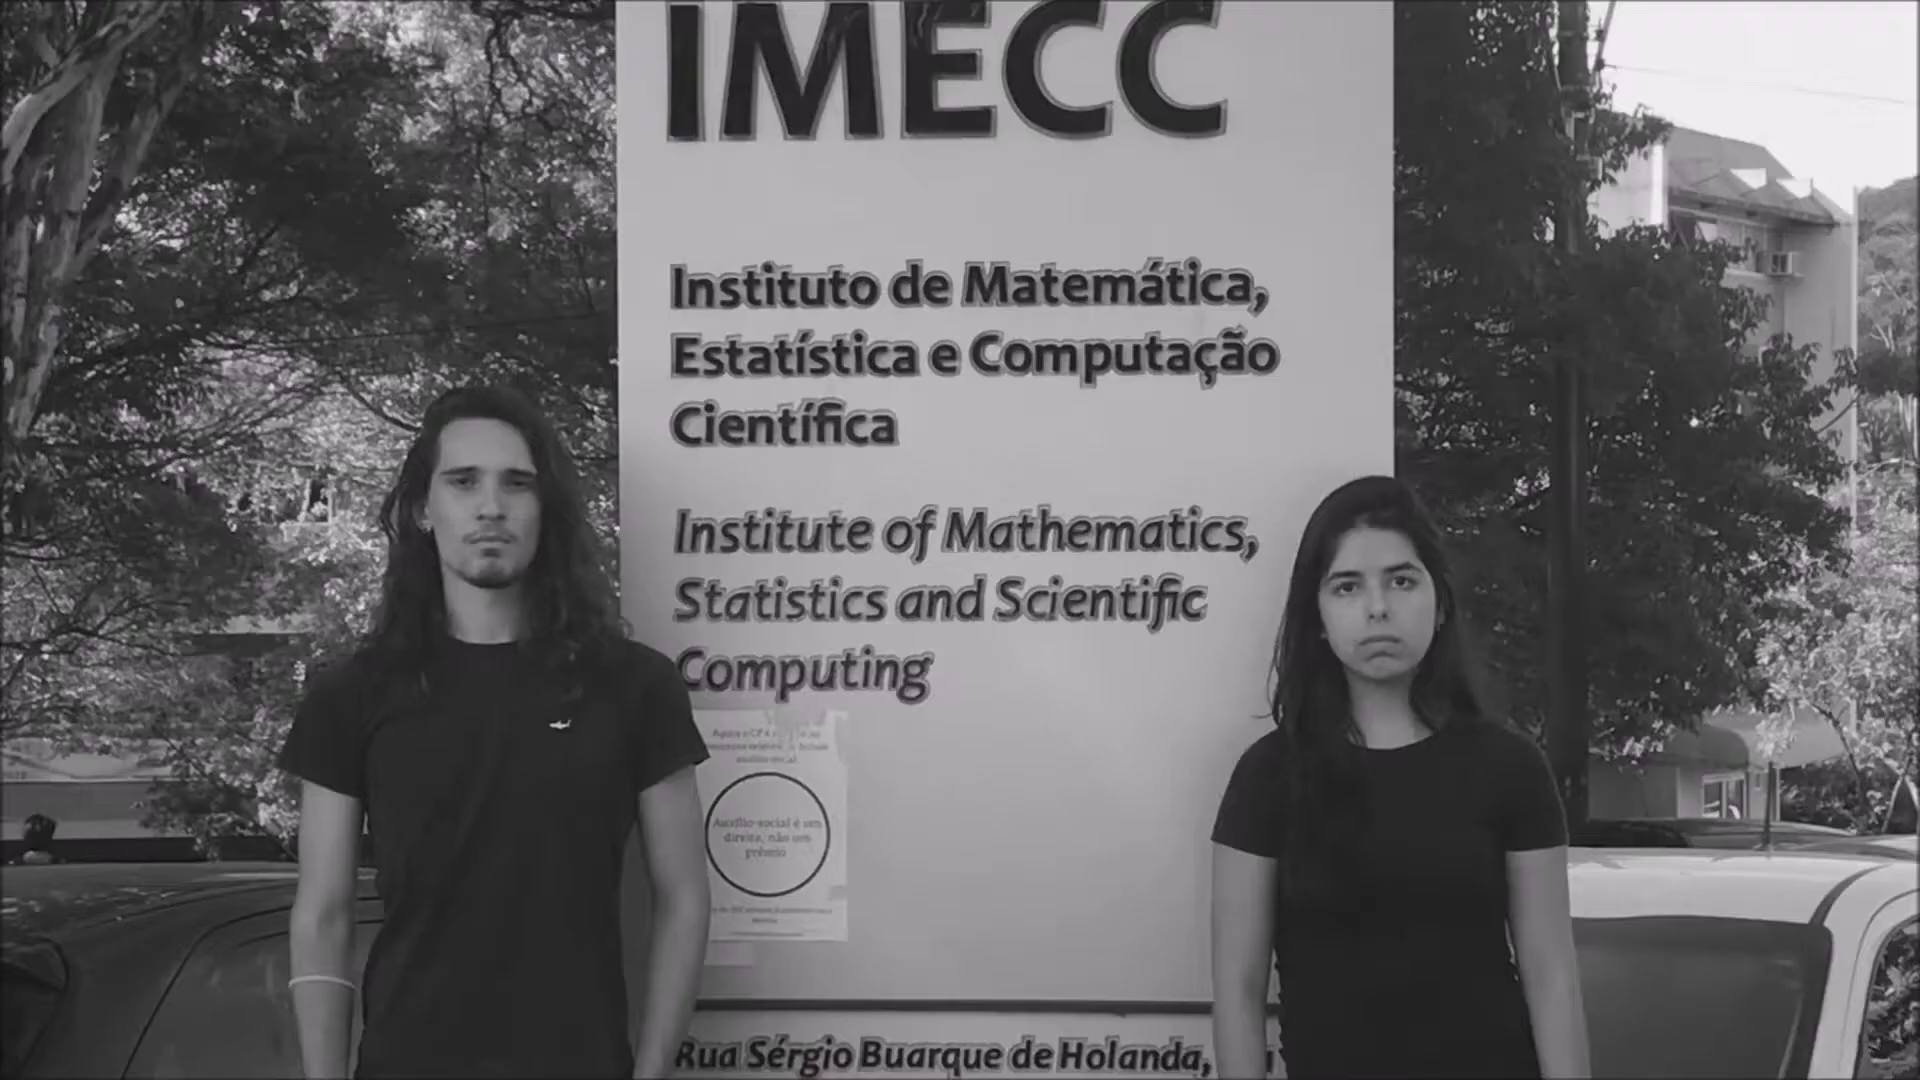 IMECC
Instituto de Matemática,
Estatística e Computação
Científica
Institute of Mathematics,
Statistics and Scientific
Computing
Auxílio-social é um
direito, não um
prêmio
Rua Sérgio Buarque de Holanda,